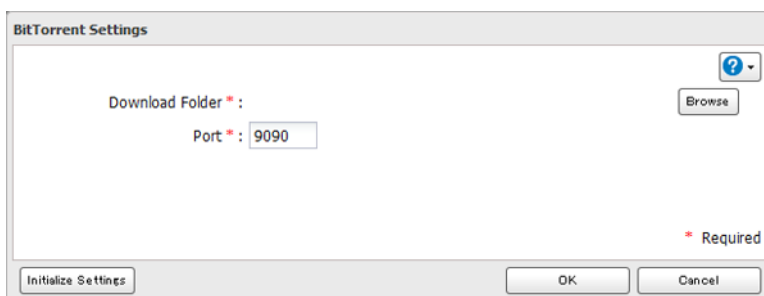 BitTorrent Settings
?
Download Folder * :
Browse
Port * : 9090
* Required
Initialize Settings
OK
Cancel